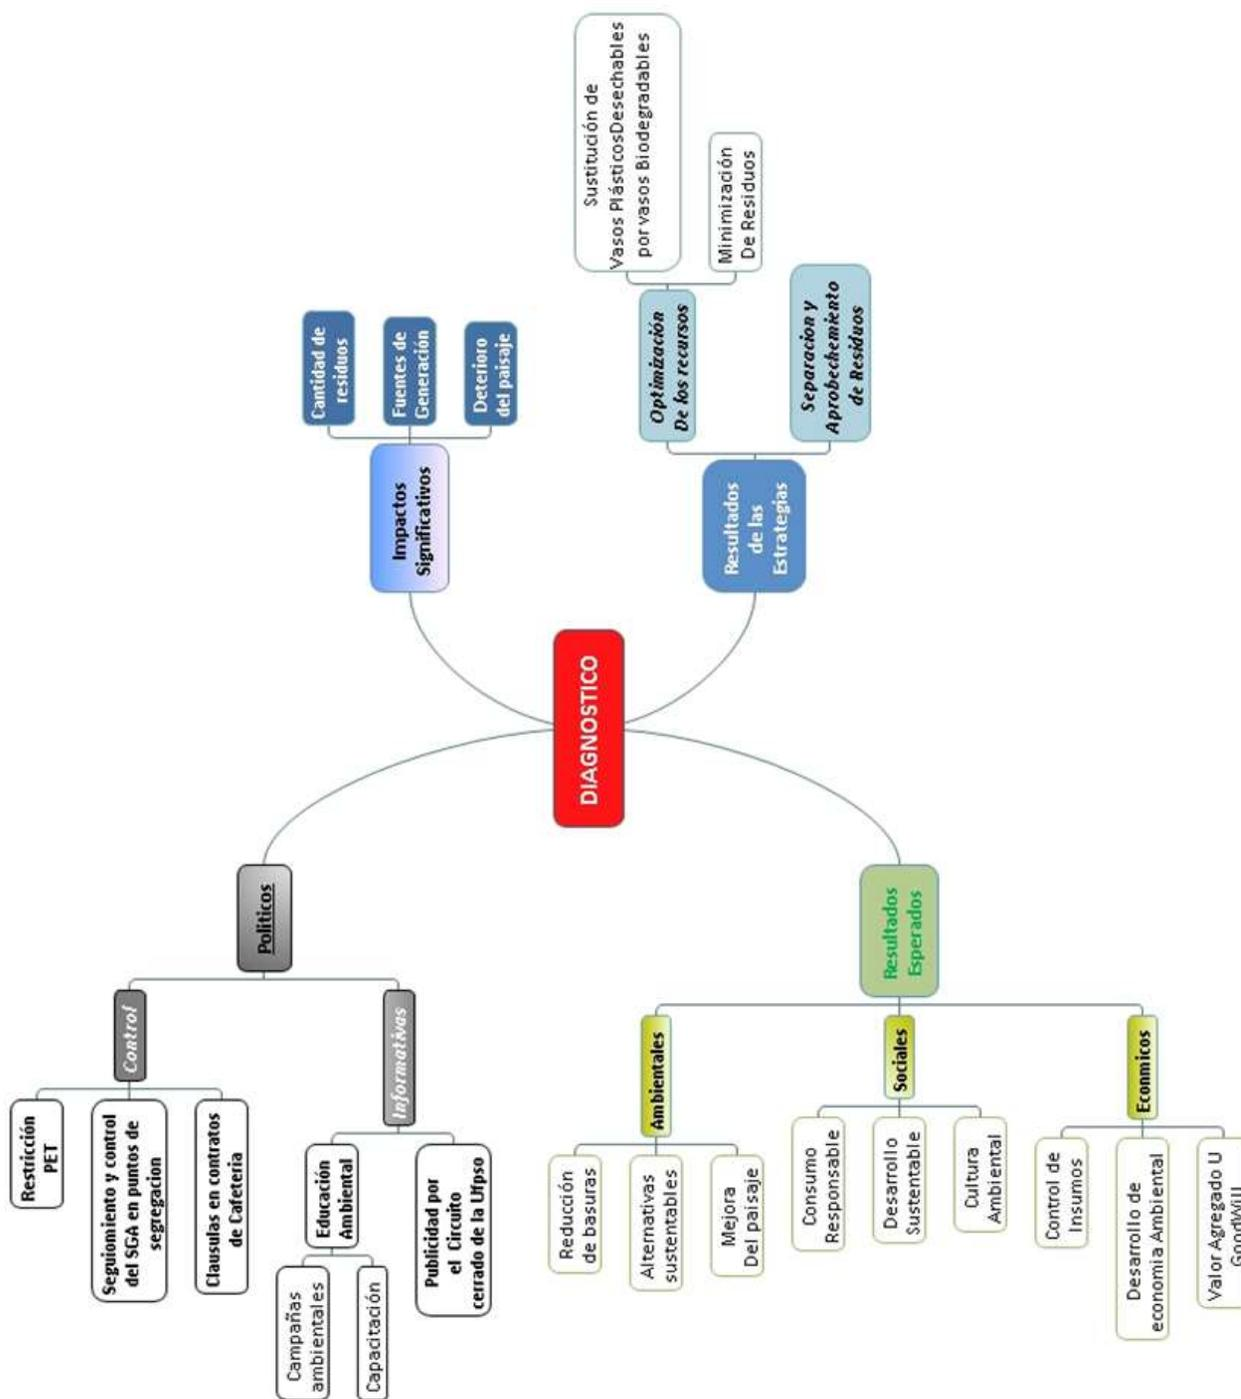 DIAGNOSTICO
Politicos
Control
Restricción
PET
Seguiomiento y control
del SGA en puntos de
segregacion
Clausulas en contratos
de Cafeteria
Informativas
Educación
Ambiental
Campañas
ambientales
Capacitación
Publicidad por
el Circuito
cerrado de la Ufpso
Impactos
Significativos
Cantidad de
residuos
Fuentes de
Generación
Deterioro
del paisaje
Resultados
de las
Estrategias
Optimización
De los recursos
Sustitución de
Vasos PlásticosDesechables
por vasos Biodegradables
Minimización
De Residuos
Separacion y
Aprobechemiento
de Residuos
Resultados
Esperados
Ambientales
Reducción
de basuras
Alternativas
sustentables
Mejora
Del paisaje
Sociales
Consumo
Responsable
Desarrollo
Sustentable
Cultura
Ambiental
Econmicos
Control de
Insumos
Desarrollo de
economia Ambiental
Valor Agregado U
GoodWill